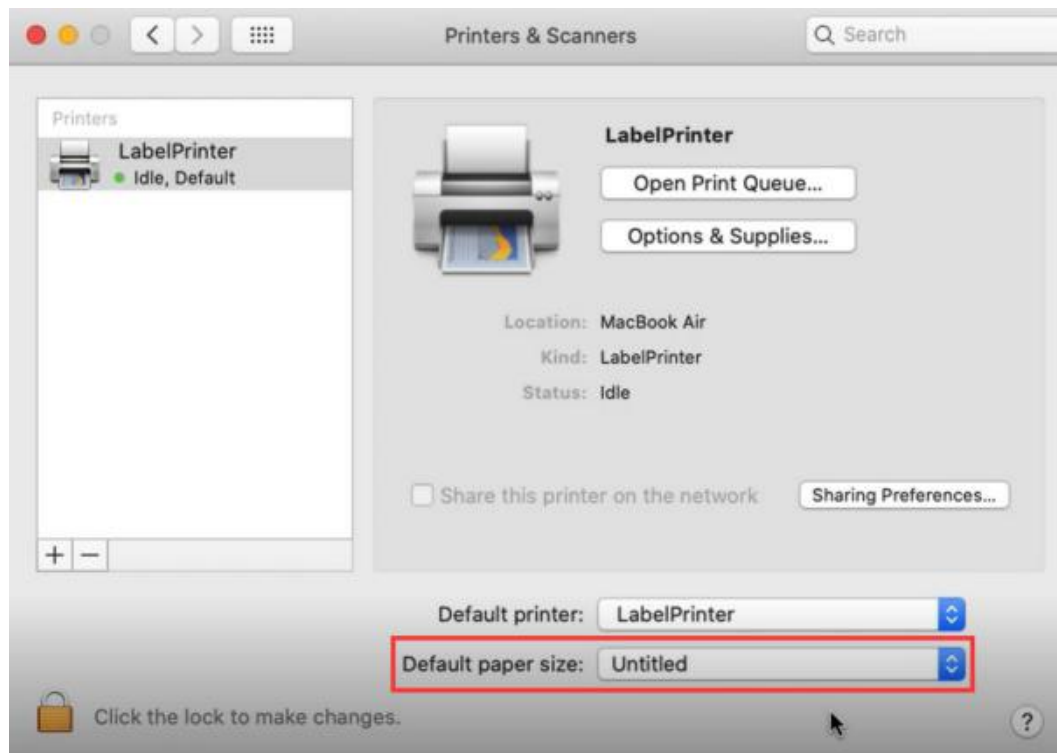 Printers & Scanners
Search
Printers
LabelPrinter
Idle, Default
LabelPrinter
Open Print Queue...
Options & Supplies...
Location: MacBook Air
Kind: LabelPrinter
Status: Idle
Share this printer on the network
Sharing Preferences...
Default printer: LabelPrinter
Default paper size: Untitled
Click the lock to make changes.
?